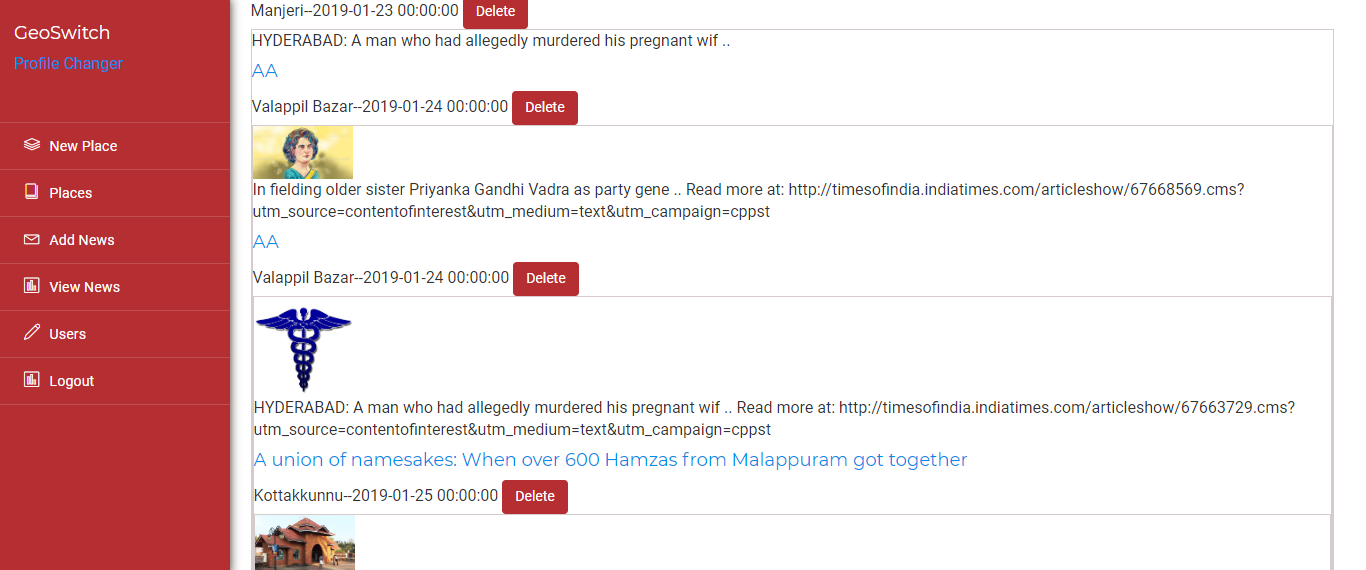 GeoSwitch
Profile Changer
New Place
Places
Add News
View News
Users
Logout
Manjeri--2019-01-23 00:00:00 Delete
HYDERABAD: A man who had allegedly murdered his pregnant wif ..
AA
Valappil Bazar--2019-01-24 00:00:00 Delete
In fielding older sister Priyanka Gandhi Vadra as party gene .. Read more at: http://timesofindia.indiatimes.com/articleshow/67668569.cms?
utm_source=contentofinterest&utm_medium=text&utm_campaign=cppst
AA
Valappil Bazar--2019-01-24 00:00:00 Delete
HYDERABAD: A man who had allegedly murdered his pregnant wif .. Read more at: http://timesofindia.indiatimes.com/articleshow/67663729.cms?
utm_source=contentofinterest&utm_medium=text&utm_campaign=cppst
A union of namesakes: When over 600 Hamzas from Malappuram got together
Kottakkunnu--2019-01-25 00:00:00 Delete